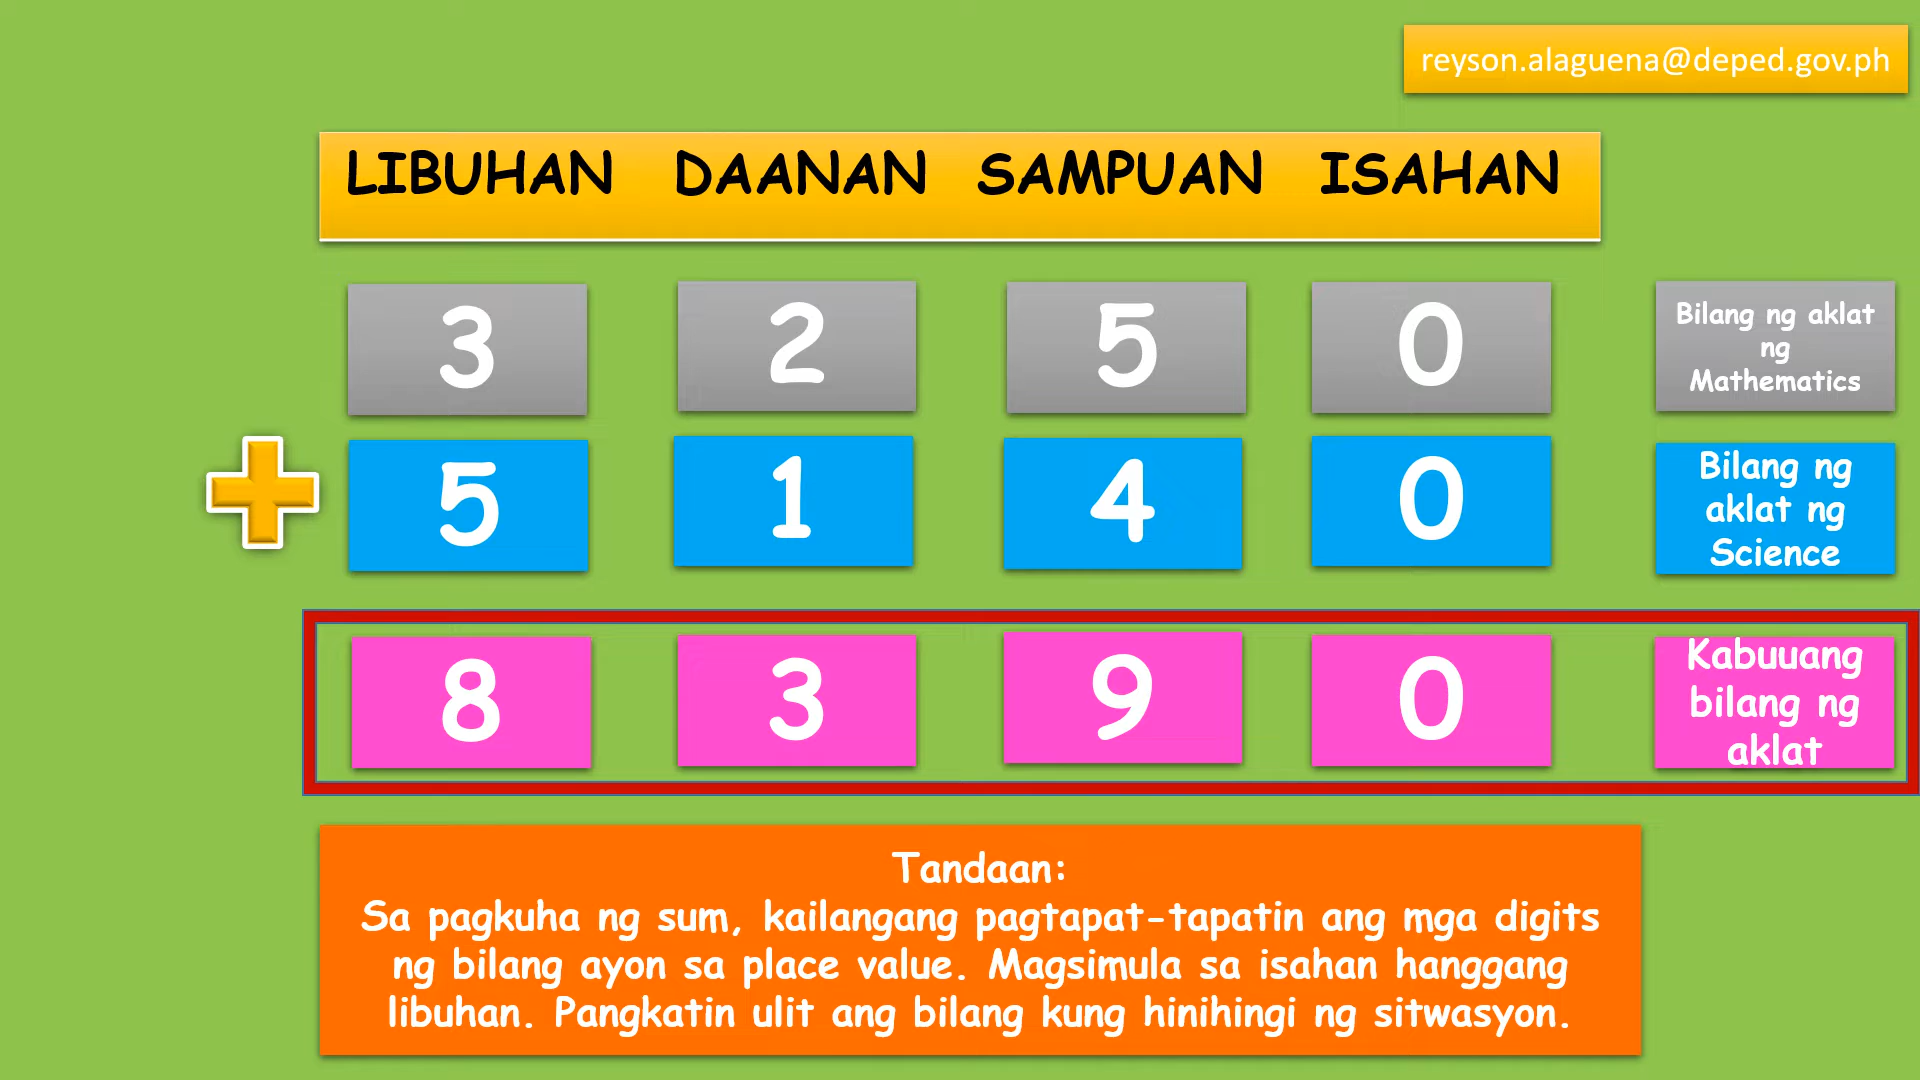 reyson.alaguena@deped.gov.ph
LIBUHAN DAANAN SAMPUAN ISAHAN
3 2 5 0
Bilang ng aklat
ng
Mathematics
5 1 4 0
Bilang ng
aklat ng
Science
8 3 9 0
Kabuuang
bilang ng
aklat
Tandaan:
Sa pagkuha ng sum, kailangang pagtapat-tapatin ang mga digits
ng bilang ayon sa place value. Magsimula sa isahan hanggang
libuhan. Pangkatin ulit ang bilang kung hinihingi ng sitwasyon.